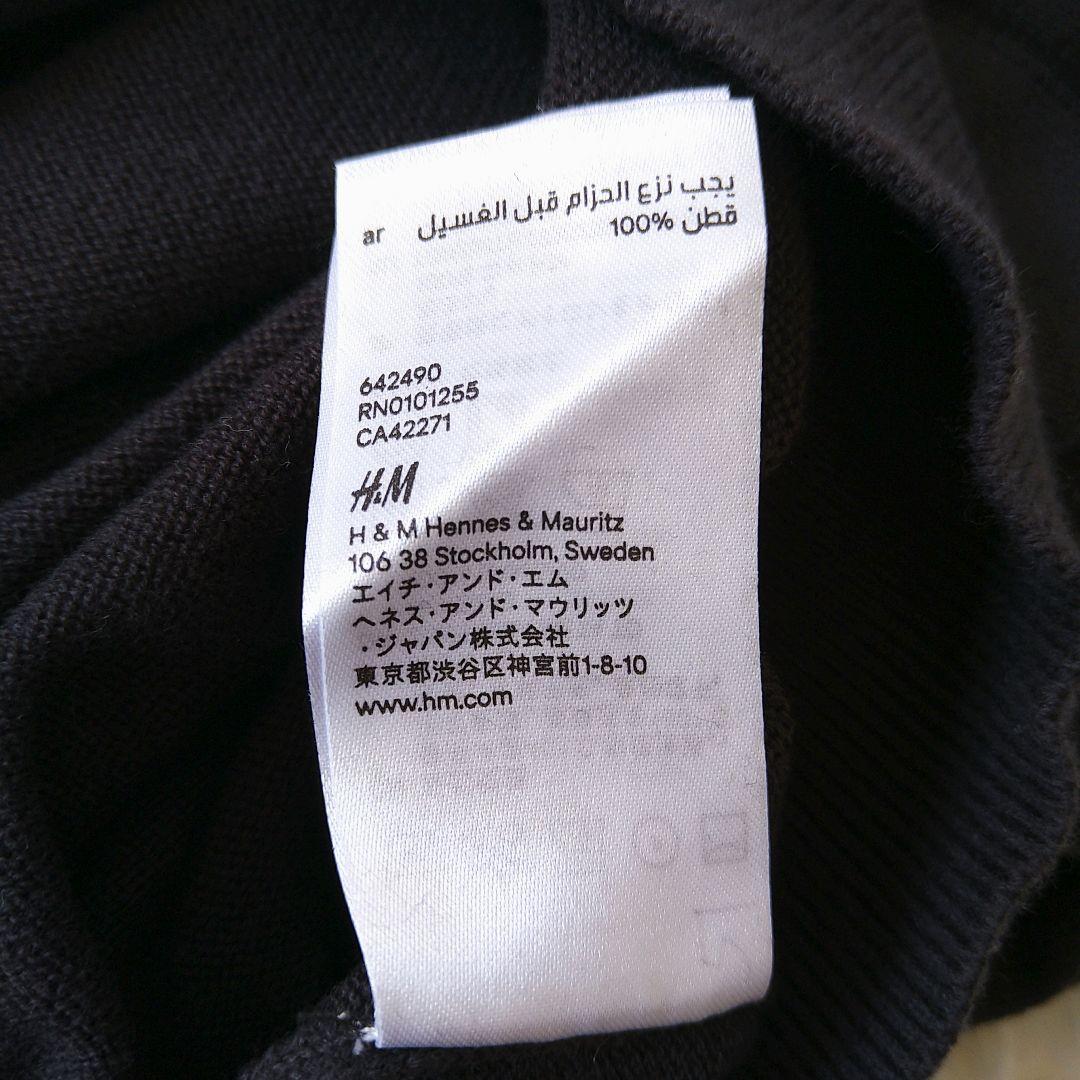 يجب نزع الحزام قبل الغسيل ar
قطن %100
642490
RN0101255
CA42271
H&M
H & M Hennes & Mauritz
106 38 Stockholm, Sweden
エイチ・アンド・エム
ヘネス・アンド・マウリッツ
・ジャパン株式会社
東京都渋谷区神宮前1-8-10
www.hm.com